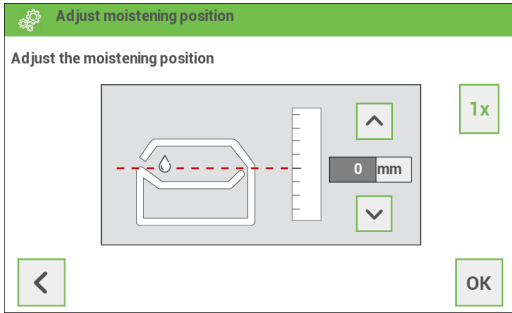 Adjust moistening position
Adjust the moistening position
1x
0 mm
OK